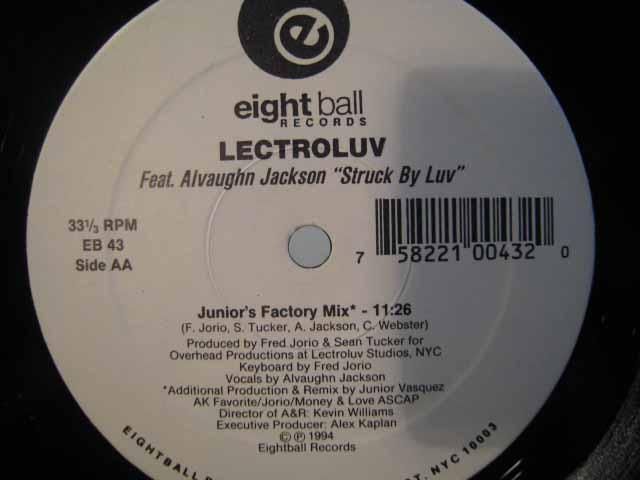 e
eight ball
RECORDS
LECTROLUV
Feat. Alvaughn Jackson "Struck By Luv"
33⅓ RPM
EB 43
Side AA
7 58221 00432 0
Junior's Factory Mix* - 11:26
(F. Jorio, S. Tucker, A. Jackson, C. Webster)
Produced by Fred Jorio & Sean Tucker for
Overhead Productions at Lectroluv Studios, NYC
Keyboard by Fred Jorio
Vocals by Alvaughn Jackson
*Additional Production & Remix by Junior Vasquez
AK Favorite/Jorio/Money & Love ASCAP
Director of A&R: Kevin Williams
Executive Producer: Alex Kaplan
© ℗ 1994
Eightball Records
EIGHTBALL NYC 10003